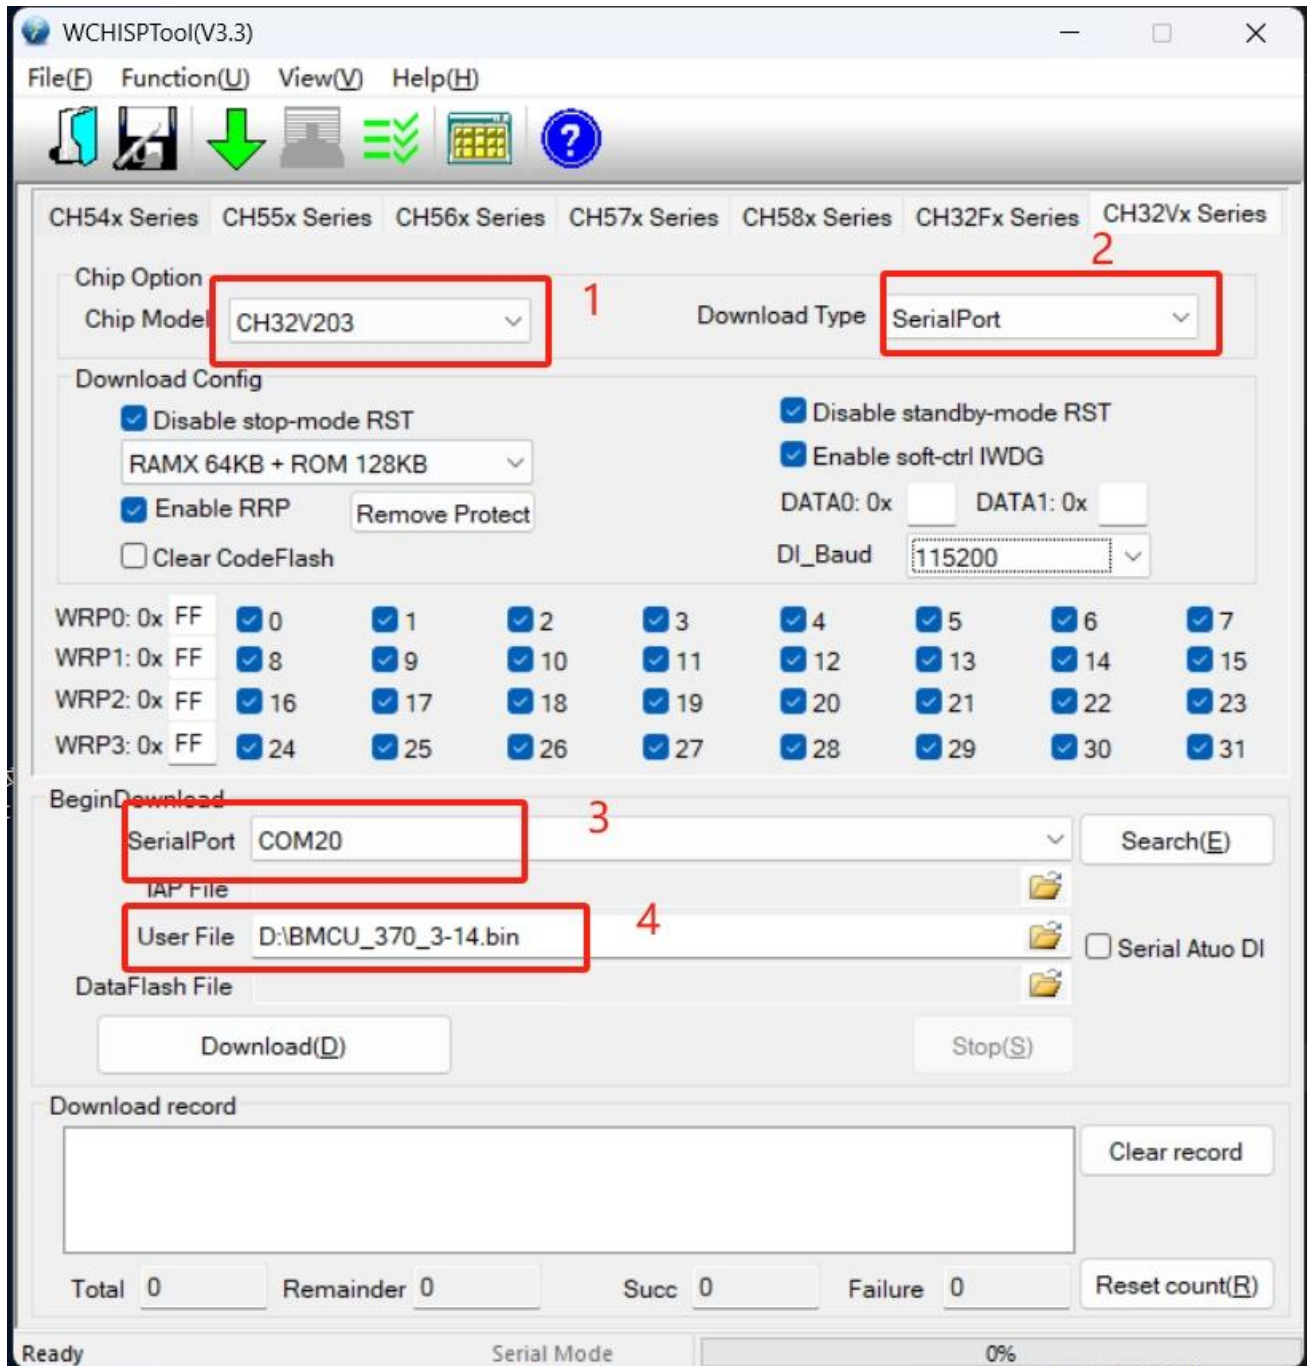 WCHISPTool(V3.3)
File(F) Function(U) View(V) Help(H)
CH54x Series CH55x Series CH56x Series CH57x Series CH58x Series CH32Fx Series CH32Vx Series
2
Chip Option
1
Chip Model CH32V203 Download Type SerialPort
Download Config
Disable stop-mode RST Disable standby-mode RST
RAMX 64KB + ROM 128KB Enable soft-ctrl IWDG
Enable RRP Remove Protect DATA0: 0x DATA1: 0x
Clear CodeFlash DI_Baud 115200
WRP0: 0x FF 0 1 2 3 4 5 6 7
WRP1: 0x FF 8 9 10 11 12 13 14 15
WRP2: 0x FF 16 17 18 19 20 21 22 23
WRP3: 0x FF 24 25 26 27 28 29 30 31
BeginDownload
3
SerialPort COM20 Search(E)
IAP File
4
User File D:\BMCU_370_3-14.bin Serial Atuo DI
DataFlash File
Download(D) Stop(S)
Download record
Clear record
Total 0 Remainder 0 Succ 0 Failure 0 Reset count(R)
Ready Serial Mode 0%